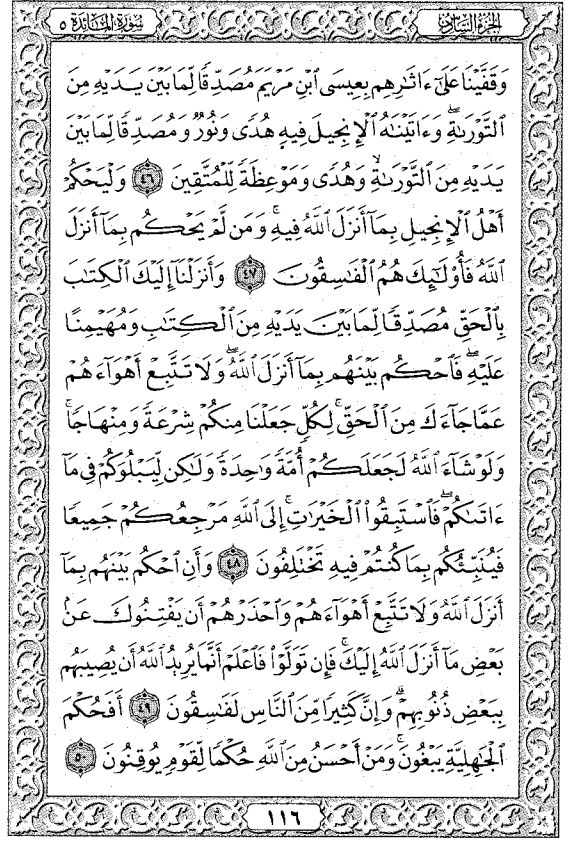 سورة المائدة ٥
الجزء السادس
وَقَفَّيْنَا عَلَىٰٓ ءَاثَٰرِهِم بِعِيسَى ٱبْنِ مَرْيَمَ مُصَدِّقًا لِّمَا بَيْنَ يَدَيْهِ مِنَ
ٱلتَّوْرَىٰةِ ۖ وَءَاتَيْنَٰهُ ٱلْإِنجِيلَ فِيهِ هُدًى وَنُورٌ وَمُصَدِّقًا لِّمَا بَيْنَ
يَدَيْهِ مِنَ ٱلتَّوْرَىٰةِ وَهُدًى وَمَوْعِظَةً لِّلْمُتَّقِينَ ٤٦ وَلْيَحْكُمْ
أَهْلُ ٱلْإِنجِيلِ بِمَآ أَنزَلَ ٱللَّهُ فِيهِ ۚ وَمَن لَّمْ يَحْكُم بِمَآ أَنزَلَ
ٱللَّهُ فَأُو۟لَٰٓئِكَ هُمُ ٱلْفَٰسِقُونَ ٤٧ وَأَنزَلْنَآ إِلَيْكَ ٱلْكِتَٰبَ
بِٱلْحَقِّ مُصَدِّقًا لِّمَا بَيْنَ يَدَيْهِ مِنَ ٱلْكِتَٰبِ وَمُهَيْمِنًا
عَلَيْهِ ۖ فَٱحْكُم بَيْنَهُم بِمَآ أَنزَلَ ٱللَّهُ ۖ وَلَا تَتَّبِعْ أَهْوَآءَهُمْ
عَمَّا جَآءَكَ مِنَ ٱلْحَقِّ ۚ لِكُلٍّ جَعَلْنَا مِنكُمْ شِرْعَةً وَمِنْهَاجًا ۚ
وَلَوْ شَآءَ ٱللَّهُ لَجَعَلَكُمْ أُمَّةً وَٰحِدَةً وَلَٰكِن لِّيَبْلُوَكُمْ فِى مَآ
ءَاتَىٰكُمْ ۖ فَٱسْتَبِقُوا۟ ٱلْخَيْرَٰتِ ۚ إِلَى ٱللَّهِ مَرْجِعُكُمْ جَمِيعًا
فَيُنَبِّئُكُم بِمَا كُنتُمْ فِيهِ تَخْتَلِفُونَ ٤٨ وَأَنِ ٱحْكُم بَيْنَهُم بِمَآ
أَنزَلَ ٱللَّهُ وَلَا تَتَّبِعْ أَهْوَآءَهُمْ وَٱحْذَرْهُمْ أَن يَفْتِنُوكَ عَنۢ
بَعْضِ مَآ أَنزَلَ ٱللَّهُ إِلَيْكَ ۖ فَإِن تَوَلَّوْا۟ فَٱعْلَمْ أَنَّمَا يُرِيدُ ٱللَّهُ أَن يُصِيبَهُم
بِبَعْضِ ذُنُوبِهِمْ ۗ وَإِنَّ كَثِيرًا مِّنَ ٱلنَّاسِ لَفَٰسِقُونَ ٤٩ أَفَحُكْمَ
ٱلْجَٰهِلِيَّةِ يَبْغُونَ ۚ وَمَنْ أَحْسَنُ مِنَ ٱللَّهِ حُكْمًا لِّقَوْمٍ يُوقِنُونَ ٥٠
١١٦